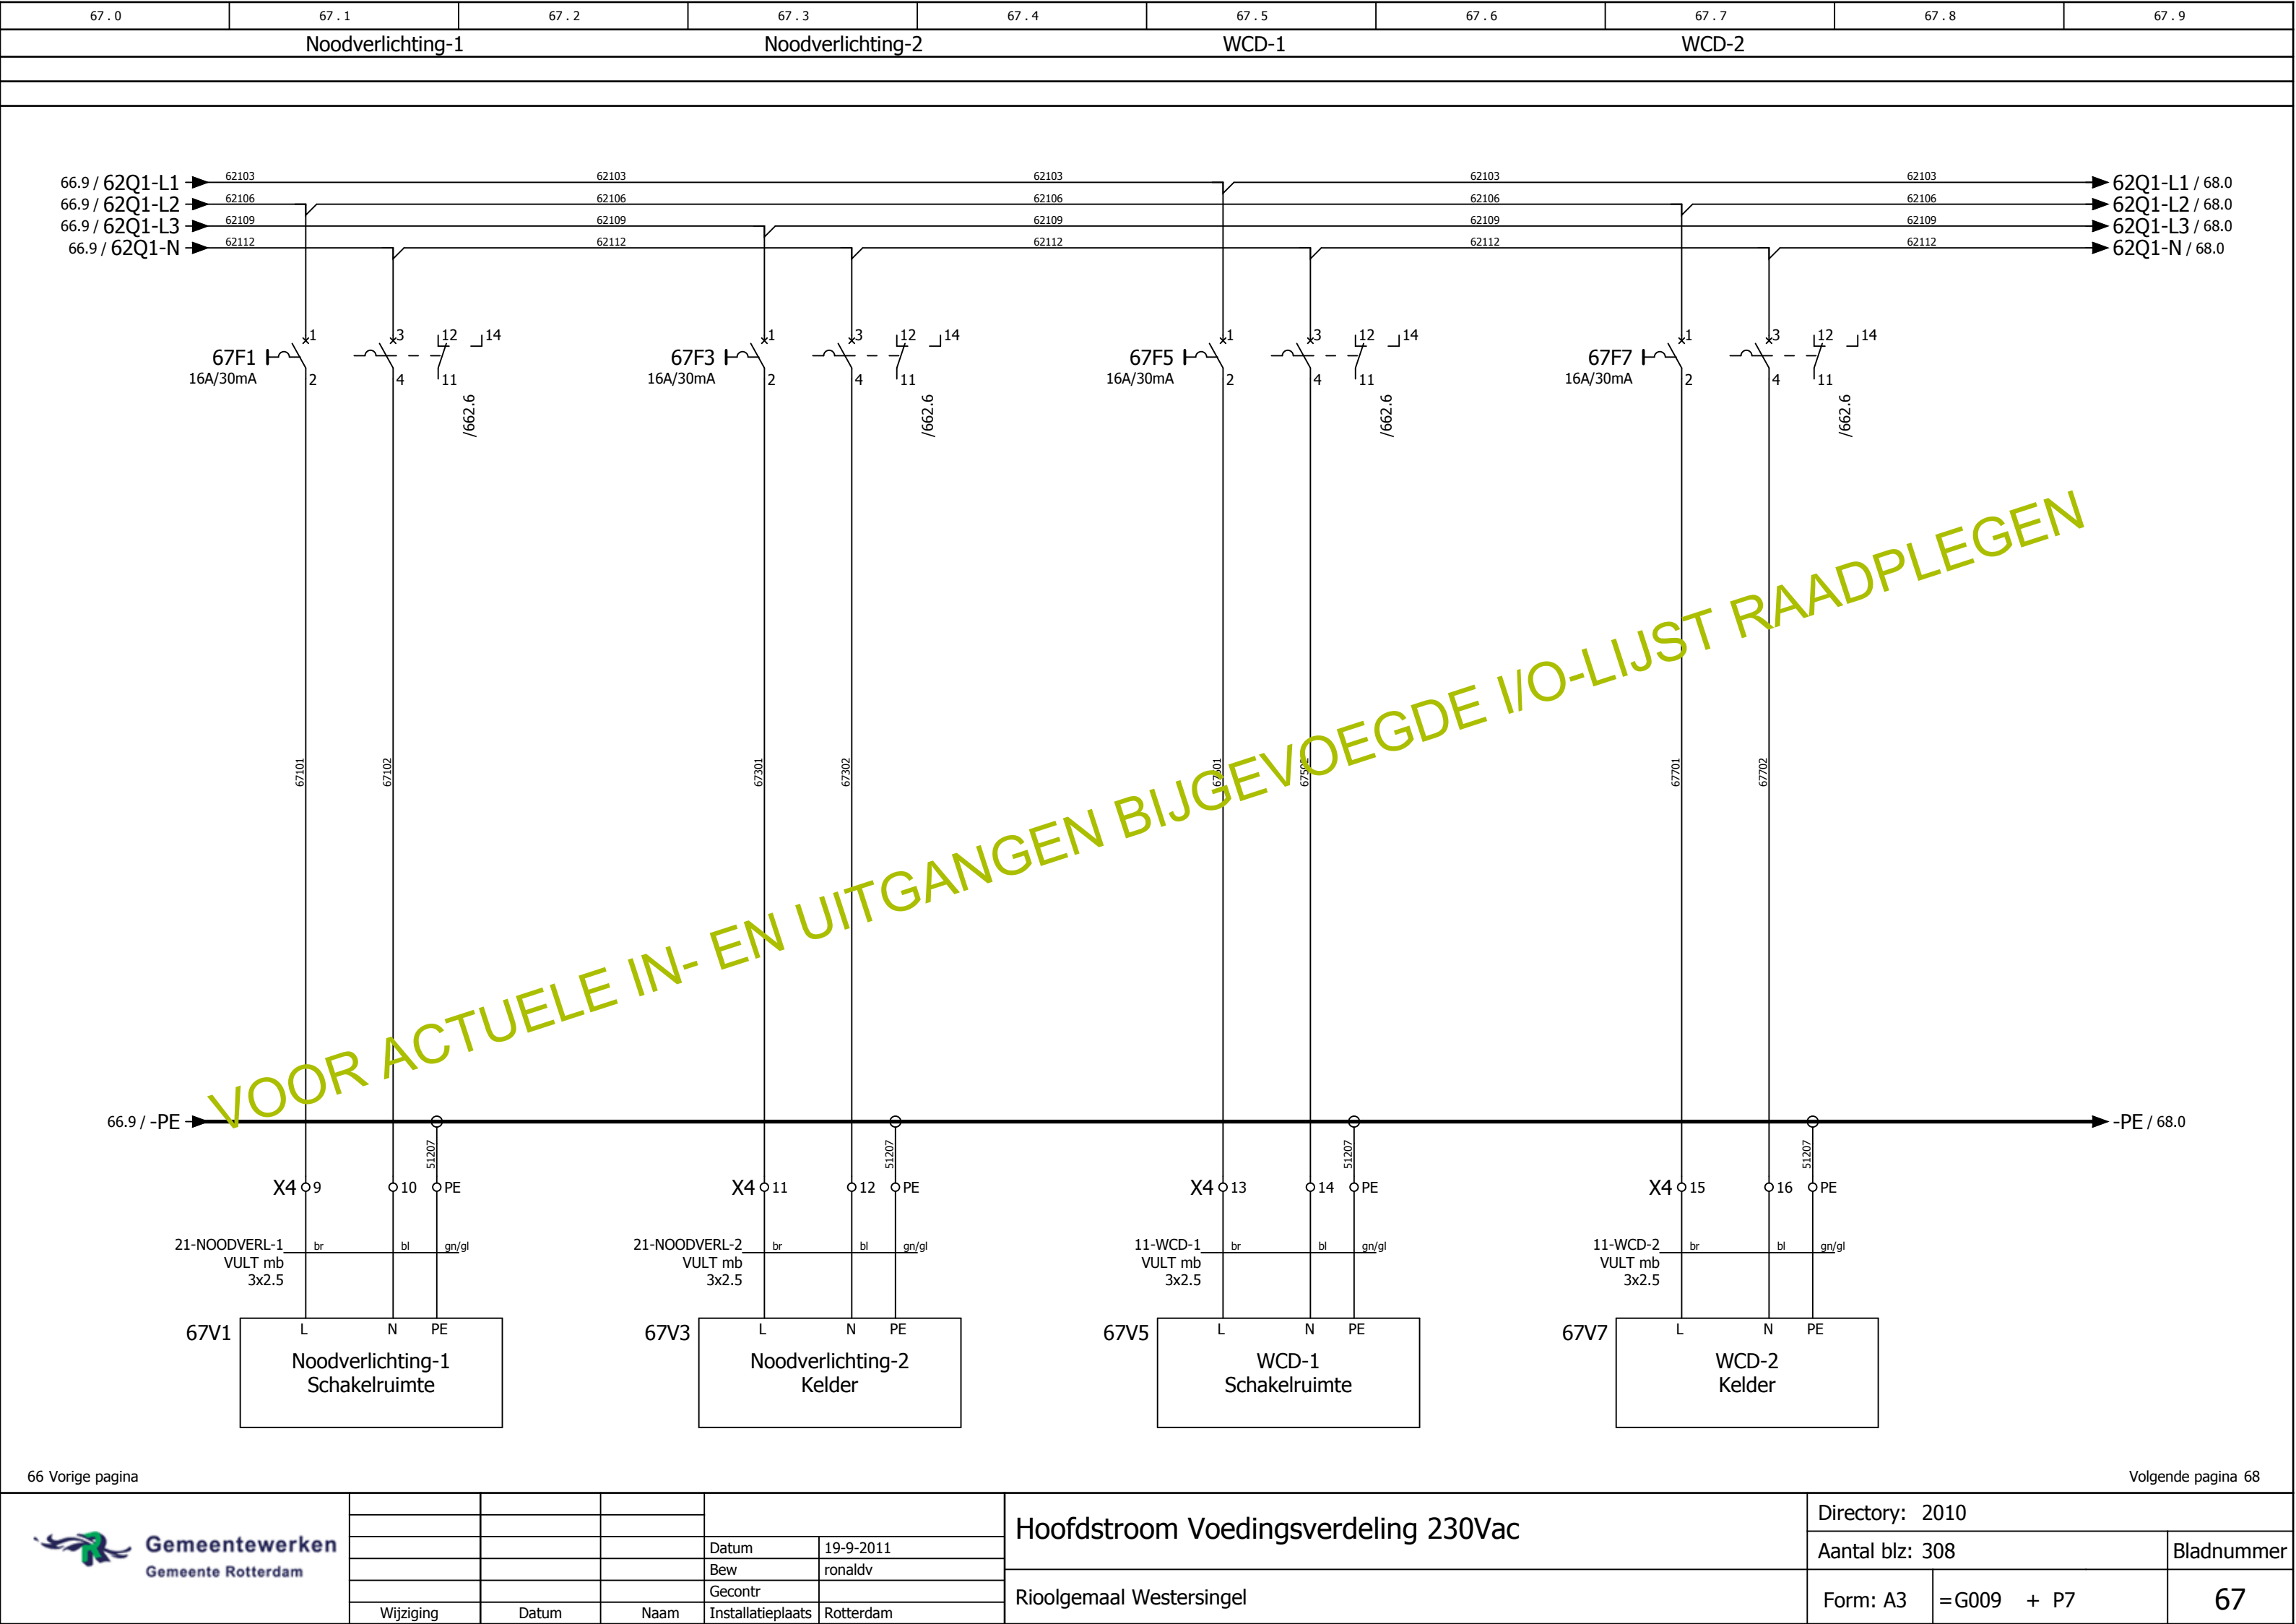 67.0 67.1 67.2 67.3 67.4 67.5 67.6 67.7 67.8 67.9
Noodverlichting-1 Noodverlichting-2 WCD-1 WCD-2
66.9 / 62Q1-L1 62103 62103 62103 62103 62103 62Q1-L1 / 68.0
66.9 / 62Q1-L2 62106 62106 62106 62106 62106 62Q1-L2 / 68.0
66.9 / 62Q1-L3 62109 62109 62109 62109 62109 62Q1-L3 / 68.0
66.9 / 62Q1-N 62112 62112 62112 62112 62112 62Q1-N / 68.0
1 3 12 14 1 3 12 14 1 3 12 14 1 3 12 14
67F1 67F3 67F5 67F7
16A/30mA 16A/30mA 16A/30mA 16A/30mA
2 4 11 2 4 11 2 4 11 2 4 11
/662.6 /662.6 /662.6 /662.6
VOOR ACTUELE IN- EN UITGANGEN BIJGEVOEGDE I/O-LIJST RAADPLEGEN
67101 67102 67301 67302 67501 67502 67701 67702
66.9 / -PE -PE / 68.0
51207 51207 51207 51207
X4 9 10 PE X4 11 12 PE X4 13 14 PE X4 15 16 PE
21-NOODVERL-1 br bl gn/gl 21-NOODVERL-2 br bl gn/gl 11-WCD-1 br bl gn/gl 11-WCD-2 br bl gn/gl
VULT mb VULT mb VULT mb VULT mb
3x2.5 3x2.5 3x2.5 3x2.5
67V1 L N PE 67V3 L N PE 67V5 L N PE 67V7 L N PE
Noodverlichting-1 Noodverlichting-2 WCD-1 WCD-2
Schakelruimte Kelder Schakelruimte Kelder
66 Vorige pagina Volgende pagina 68
Gemeentewerken
Gemeente Rotterdam
Wijziging Datum Naam
Datum 19-9-2011
Bew ronaldv
Gecontr
Installatieplaats Rotterdam
Hoofdstroom Voedingsverdeling 230Vac
Rioolgemaal Westersingel
Directory: 2010
Aantal blz: 308 Bladnummer
Form: A3 =G009 + P7 67